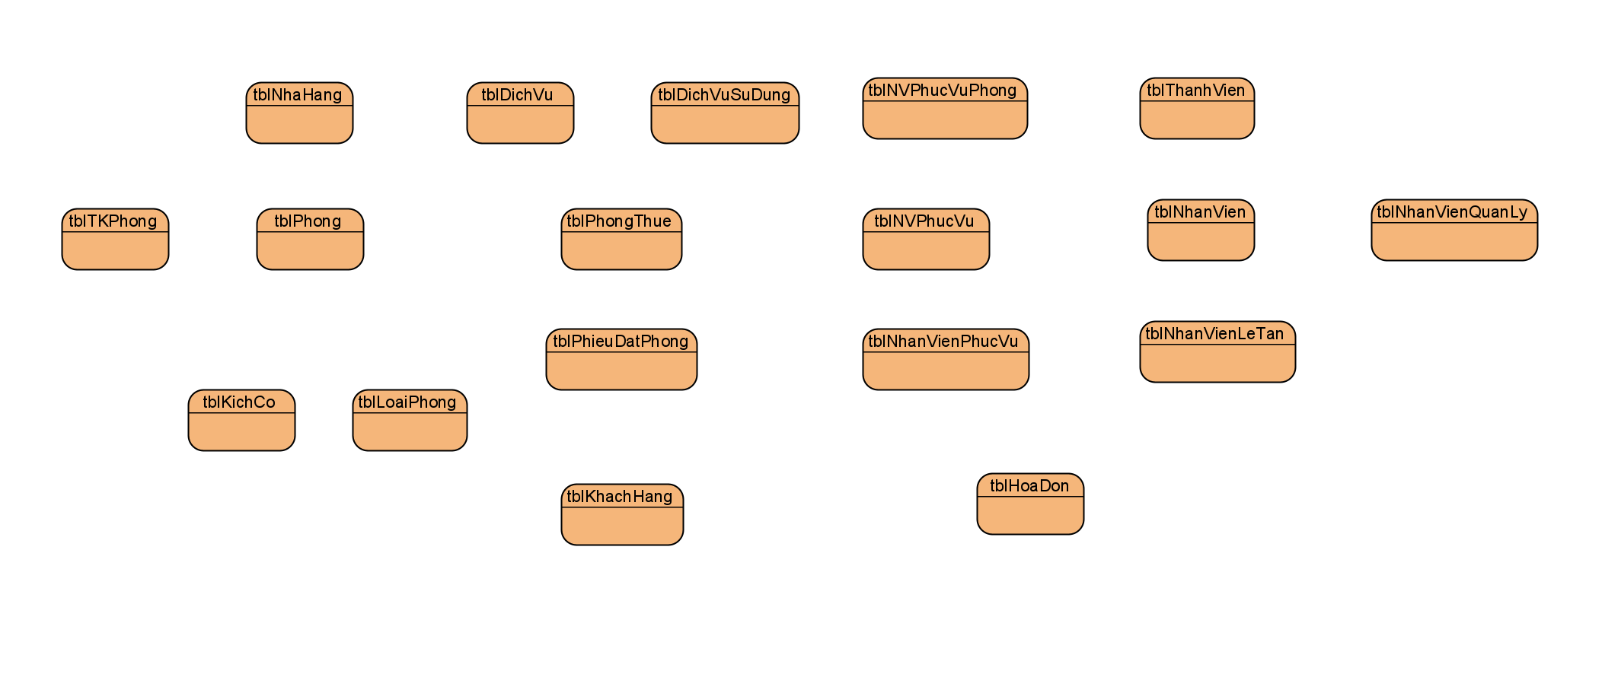 tblNhaHang
tblDichVu
tblDichVuSuDung
tblNVPhucVuPhong
tblThanhVien
tblTKPhong
tblPhong
tblPhongThue
tblNVPhucVu
tblNhanVien
tblNhanVienQuanLy
tblPhieuDatPhong
tblNhanVienPhucVu
tblNhanVienLeTan
tblKichCo
tblLoaiPhong
tblKhachHang
tblHoaDon